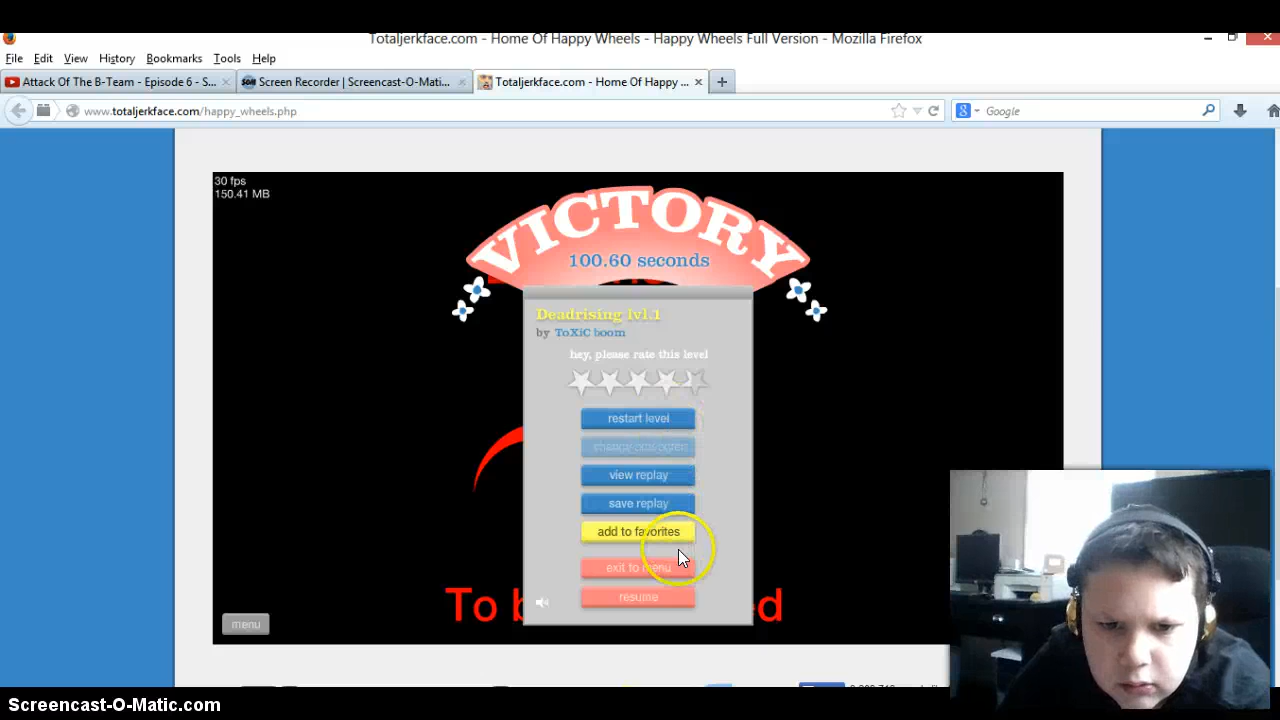 Totaljerkface.com - Home Of Happy Wheels - Happy Wheels Full Version - Mozilla Firefox
File Edit View History Bookmarks Tools Help
Attack Of The B-Team - Episode 6 - S... Screen Recorder | Screencast-O-Mati... Totaljerkface.com - Home Of Happy ...
www.totaljerkface.com/happy_wheels.php Google
30 fps
150.41 MB
VICTORY
100.60 seconds
Deadrising lvl.1
by ToXiC boom
hey, please rate this level
restart level
view replay
save replay
add to favorites
exit to menu
resume
To b d
menu
Screencast-O-Matic.com